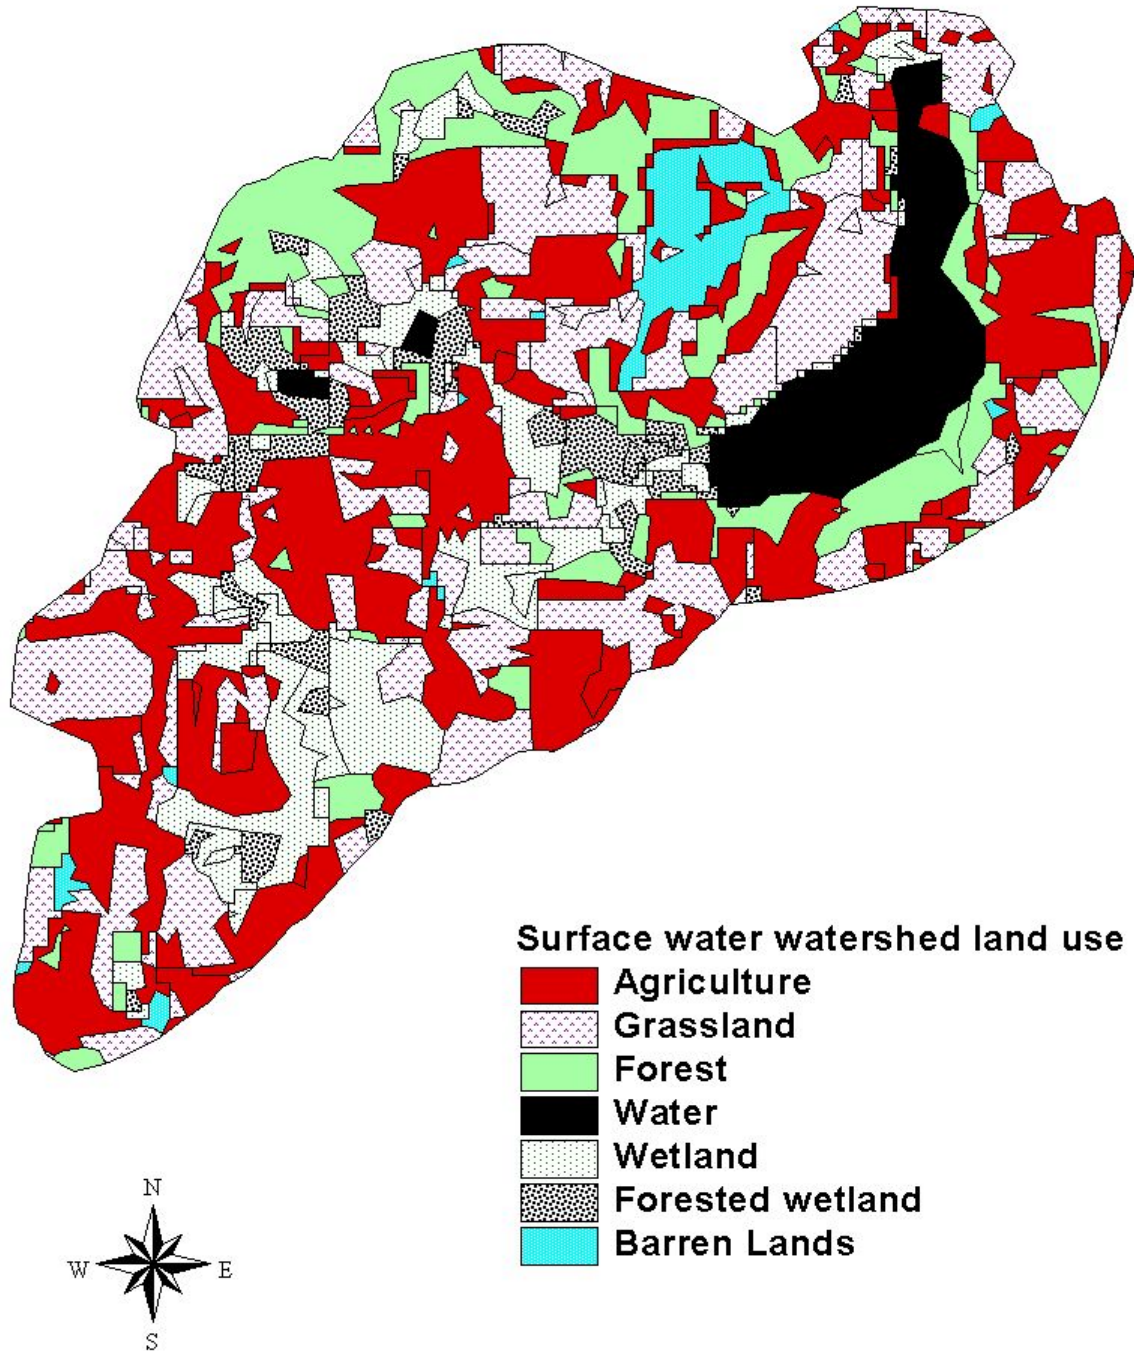 Surface water watershed land use
Agriculture
Grassland
Forest
Water
Wetland
Forested wetland
Barren Lands
N
W E
S